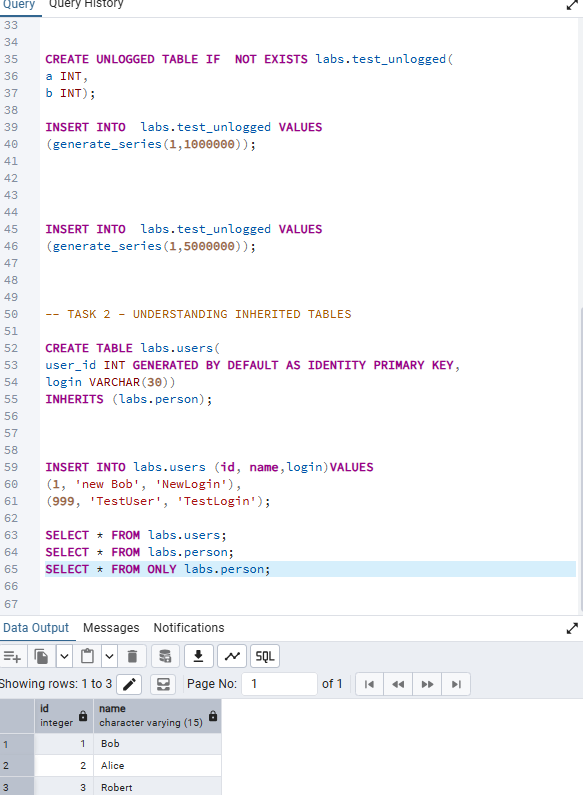 Query Query History
33
34
35 CREATE UNLOGGED TABLE IF  NOT EXISTS labs.test_unlogged(
36 a INT,
37 b INT);
38
39 INSERT INTO  labs.test_unlogged VALUES
40 (generate_series(1,1000000));
41
42
43
44
45 INSERT INTO  labs.test_unlogged VALUES
46 (generate_series(1,5000000));
47
48
49
50 -- TASK 2 - UNDERSTANDING INHERITED TABLES
51
52 CREATE TABLE labs.users(
53 user_id INT GENERATED BY DEFAULT AS IDENTITY PRIMARY KEY,
54 login VARCHAR(30))
55 INHERITS (labs.person);
56
57
58
59 INSERT INTO labs.users (id, name,login)VALUES
60 (1, 'new Bob', 'NewLogin'),
61 (999, 'TestUser', 'TestLogin');
62
63 SELECT * FROM labs.users;
64 SELECT * FROM labs.person;
65 SELECT * FROM ONLY labs.person;
66
67
Data Output Messages Notifications
SQL
Showing rows: 1 to 3 Page No: 1 of 1
id name
integer character varying (15)
1 1 Bob
2 2 Alice
3 3 Robert